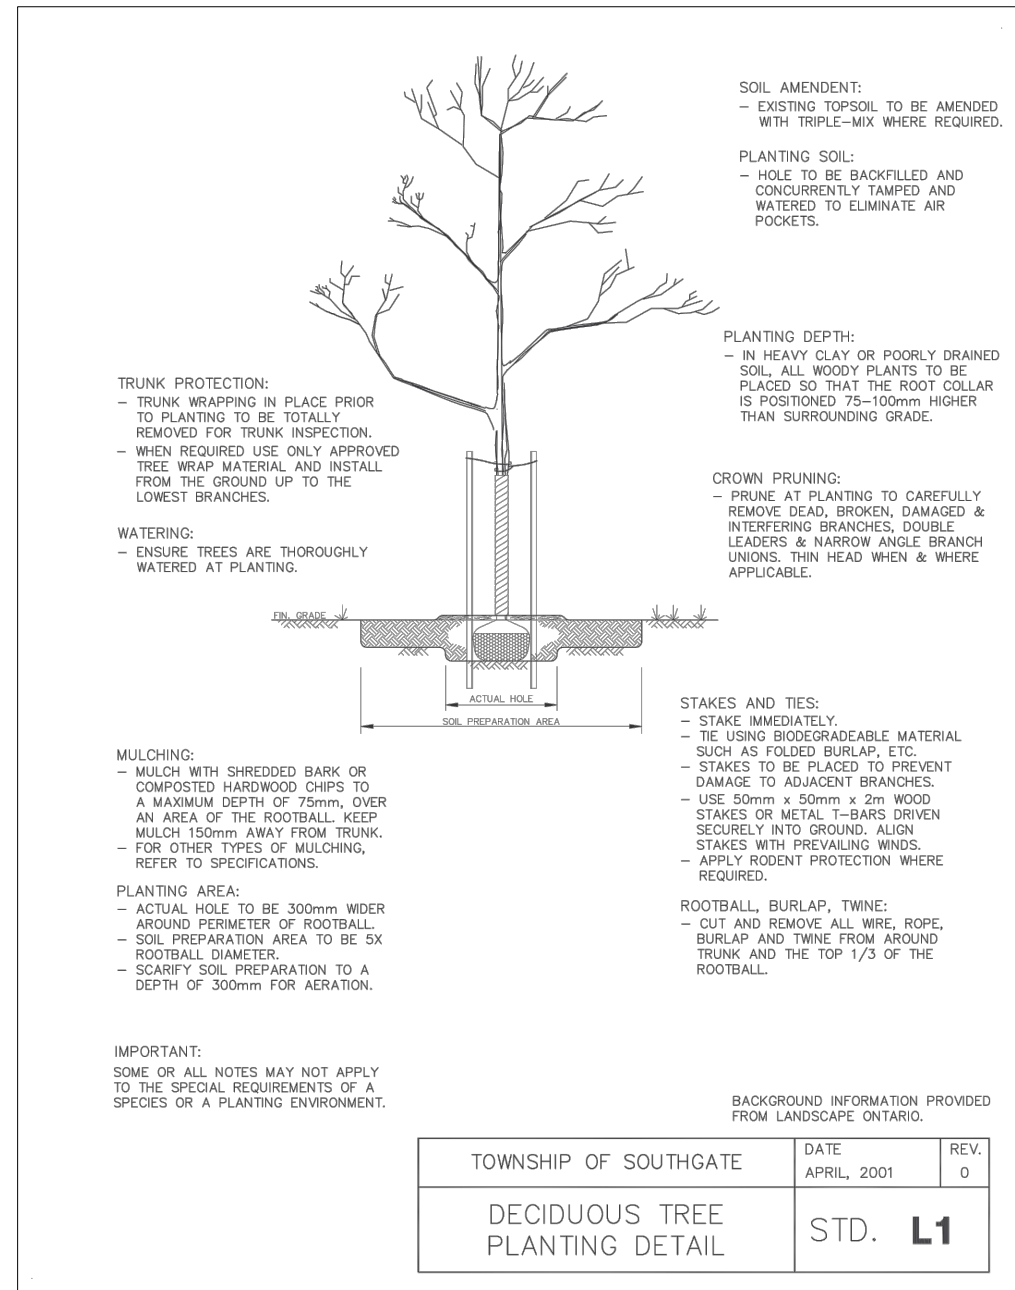 SOIL AMENDENT:
– EXISTING TOPSOIL TO BE AMENDED
WITH TRIPLE–MIX WHERE REQUIRED.
PLANTING SOIL:
– HOLE TO BE BACKFILLED AND
CONCURRENTLY TAMPED AND
WATERED TO ELIMINATE AIR
POCKETS.
PLANTING DEPTH:
– IN HEAVY CLAY OR POORLY DRAINED
SOIL, ALL WOODY PLANTS TO BE
PLACED SO THAT THE ROOT COLLAR
IS POSITIONED 75–100mm HIGHER
THAN SURROUNDING GRADE.
TRUNK PROTECTION:
– TRUNK WRAPPING IN PLACE PRIOR
TO PLANTING TO BE TOTALLY
REMOVED FOR TRUNK INSPECTION.
– WHEN REQUIRED USE ONLY APPROVED
TREE WRAP MATERIAL AND INSTALL
FROM THE GROUND UP TO THE
LOWEST BRANCHES.
WATERING:
– ENSURE TREES ARE THOROUGHLY
WATERED AT PLANTING.
CROWN PRUNING:
– PRUNE AT PLANTING TO CAREFULLY
REMOVE DEAD, BROKEN, DAMAGED &
INTERFERING BRANCHES, DOUBLE
LEADERS & NARROW ANGLE BRANCH
UNIONS. THIN HEAD WHEN & WHERE
APPLICABLE.
FIN. GRADE
ACTUAL HOLE
SOIL PREPARATION AREA
MULCHING:
– MULCH WITH SHREDDED BARK OR
COMPOSTED HARDWOOD CHIPS TO
A MAXIMUM DEPTH OF 75mm, OVER
AN AREA OF THE ROOTBALL. KEEP
MULCH 150mm AWAY FROM TRUNK.
– FOR OTHER TYPES OF MULCHING,
REFER TO SPECIFICATIONS.
PLANTING AREA:
– ACTUAL HOLE TO BE 300mm WIDER
AROUND PERIMETER OF ROOTBALL.
– SOIL PREPARATION AREA TO BE 5X
ROOTBALL DIAMETER.
– SCARIFY SOIL PREPARATION TO A
DEPTH OF 300mm FOR AERATION.
STAKES AND TIES:
– STAKE IMMEDIATELY.
– TIE USING BIODEGRADEABLE MATERIAL
SUCH AS FOLDED BURLAP, ETC.
– STAKES TO BE PLACED TO PREVENT
DAMAGE TO ADJACENT BRANCHES.
– USE 50mm x 50mm x 2m WOOD
STAKES OR METAL T–BARS DRIVEN
SECURELY INTO GROUND. ALIGN
STAKES WITH PREVAILING WINDS.
– APPLY RODENT PROTECTION WHERE
REQUIRED.
ROOTBALL, BURLAP, TWINE:
– CUT AND REMOVE ALL WIRE, ROPE,
BURLAP AND TWINE FROM AROUND
TRUNK AND THE TOP 1/3 OF THE
ROOTBALL.
IMPORTANT:
SOME OR ALL NOTES MAY NOT APPLY
TO THE SPECIAL REQUIREMENTS OF A
SPECIES OR A PLANTING ENVIRONMENT.
BACKGROUND INFORMATION PROVIDED
FROM LANDSCAPE ONTARIO.
TOWNSHIP OF SOUTHGATE
DATE
APRIL, 2001
REV.
0
DECIDUOUS TREE
PLANTING DETAIL
STD. L1